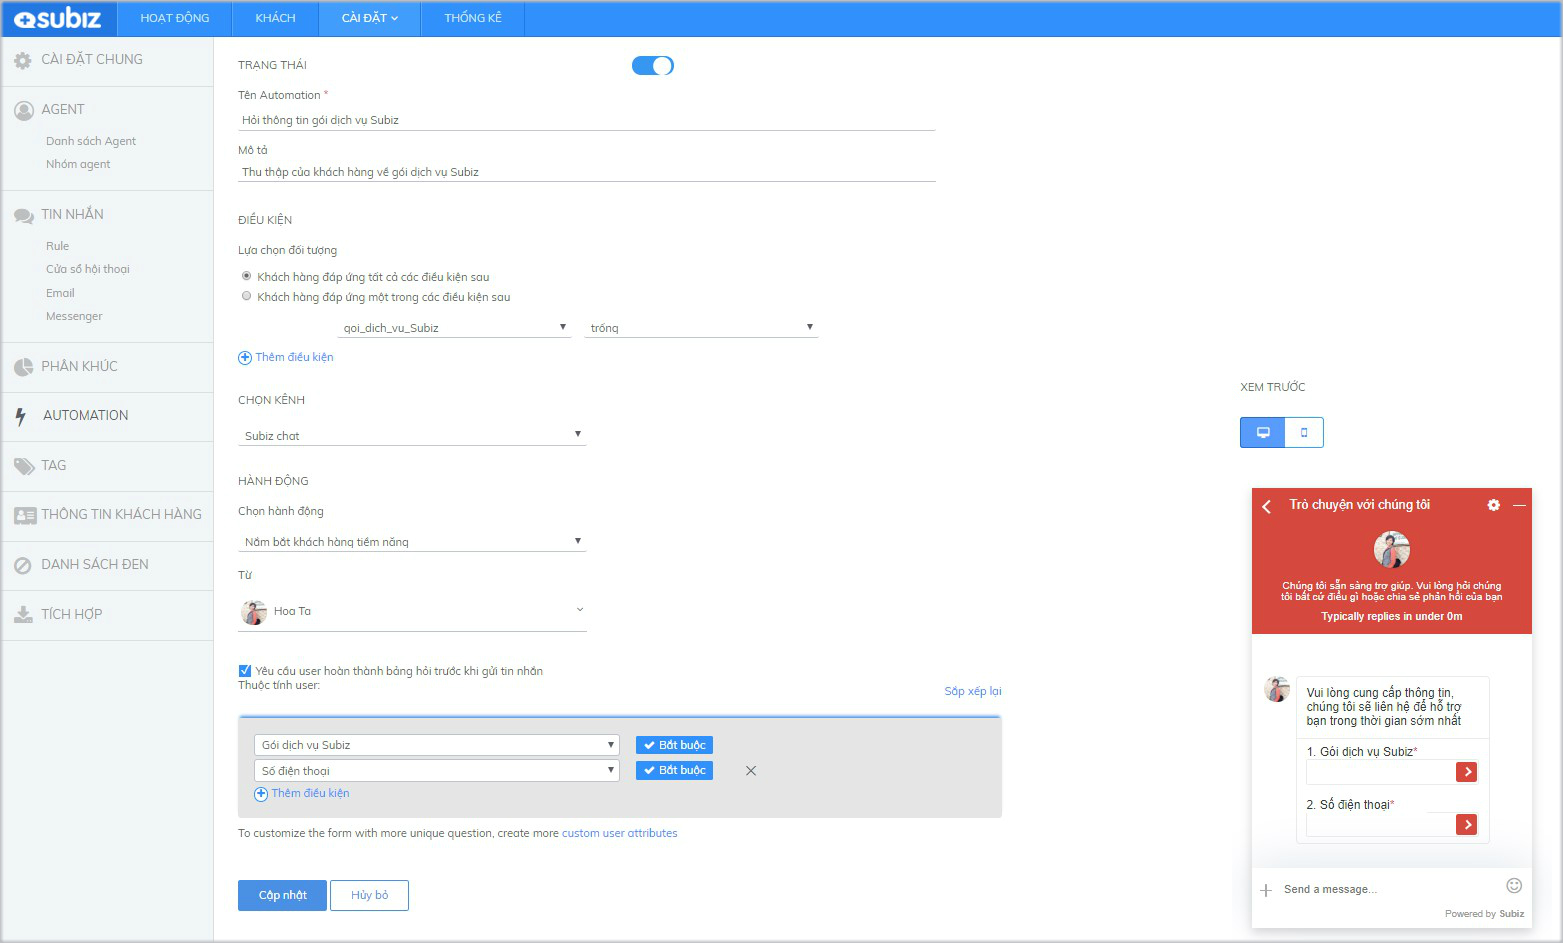 subiz
HOẠT ĐỘNG
KHÁCH
CÀI ĐẶT
THỐNG KÊ
CÀI ĐẶT CHUNG
AGENT
Danh sách Agent
Nhóm agent
TIN NHẮN
Rule
Cửa sổ hội thoại
Email
Messenger
PHÂN KHÚC
AUTOMATION
TAG
THÔNG TIN KHÁCH HÀNG
DANH SÁCH ĐEN
TÍCH HỢP
TRẠNG THÁI
Tên Automation *
Hỏi thông tin gói dịch vụ Subiz
Mô tả
Thu thập của khách hàng về gói dịch vụ Subiz
ĐIỀU KIỆN
Lựa chọn đối tượng
Khách hàng đáp ứng tất cả các điều kiện sau
Khách hàng đáp ứng một trong các điều kiện sau
goi_dich_vu_Subiz
trống
Thêm điều kiện
CHỌN KÊNH
Subiz chat
HÀNH ĐỘNG
Chọn hành động
Nắm bắt khách hàng tiềm năng
Từ
Hoa Ta
Yêu cầu user hoàn thành bảng hỏi trước khi gửi tin nhắn
Thuộc tính user:
Sắp xếp lại
Gói dịch vụ Subiz
Bắt buộc
Số điện thoại
Bắt buộc
Thêm điều kiện
To customize the form with more unique question, create more custom user attributes
Cập nhật
Hủy bỏ
XEM TRƯỚC
Trò chuyện với chúng tôi
Chúng tôi sẵn sàng trợ giúp. Vui lòng hỏi chúng
tôi bất cứ điều gì hoặc chia sẻ phản hồi của bạn
Typically replies in under 0m
Vui lòng cung cấp thông tin,
chúng tôi sẽ liên hệ để hỗ trợ
bạn trong thời gian sớm nhất
1. Gói dịch vụ Subiz*
2. Số điện thoại*
Send a message...
Powered by Subiz